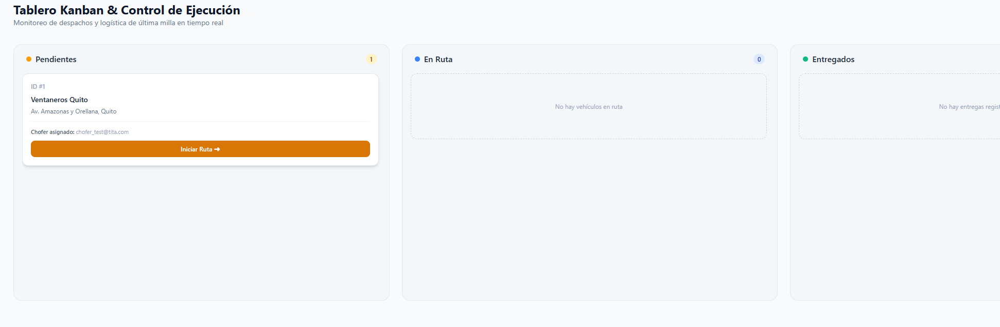 Tablero Kanban & Control de Ejecución
Monitoreo de despachos y logística de última milla en tiempo real
Pendientes
1
ID #1
Ventaneros Quito
Av. Amazonas y Orellana, Quito
Chofer asignado: chofer_test@tita.com
Iniciar Ruta ➜
En Ruta
0
No hay vehículos en ruta
Entregados
No hay entregas regist